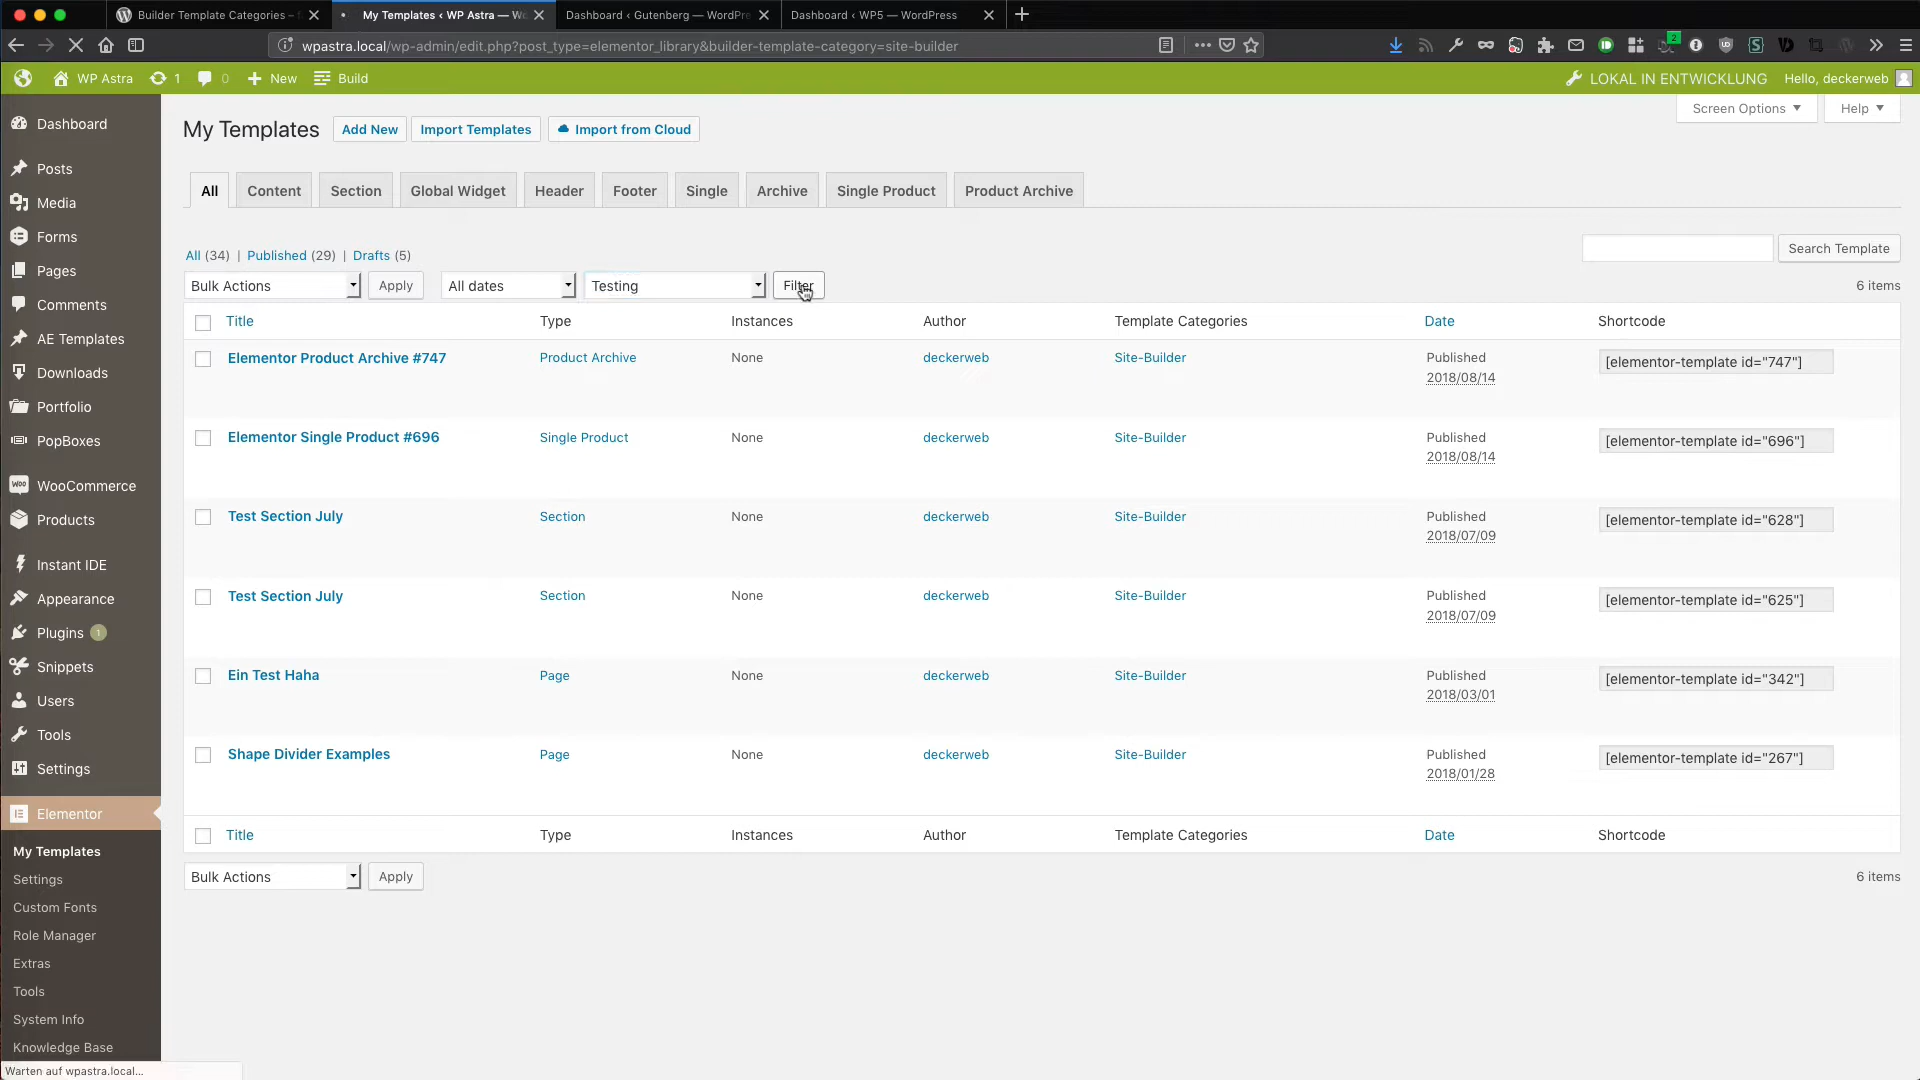 Builder Template Categories – f
My Templates ‹ WP Astra — Wo
Dashboard ‹ Gutenberg — WordPre
Dashboard ‹ WP5 — WordPress
wpastra.local/wp-admin/edit.php?post_type=elementor_library&builder-template-category=site-builder
2
WP Astra
1
0
New
Build
LOKAL IN ENTWICKLUNG
Hello, deckerweb
Dashboard
Posts
Media
Forms
Pages
Comments
AE Templates
Downloads
Portfolio
PopBoxes
WooCommerce
Products
Instant IDE
Appearance
Plugins 1
Snippets
Users
Tools
Settings
Elementor
My Templates
Settings
Custom Fonts
Role Manager
Extras
Tools
System Info
Knowledge Base
Warten auf wpastra.local...
Screen Options
Help
My Templates
Add New
Import Templates
Import from Cloud
All
Content
Section
Global Widget
Header
Footer
Single
Archive
Single Product
Product Archive
All (34) | Published (29) | Drafts (5)
Search Template
Bulk Actions
Apply
All dates
Testing
Filter
6 items
Title Type Instances Author Template Categories Date Shortcode
Elementor Product Archive #747 Product Archive None deckerweb Site-Builder Published [elementor-template id="747"]
2018/08/14
Elementor Single Product #696 Single Product None deckerweb Site-Builder Published [elementor-template id="696"]
2018/08/14
Test Section July Section None deckerweb Site-Builder Published [elementor-template id="628"]
2018/07/09
Test Section July Section None deckerweb Site-Builder Published [elementor-template id="625"]
2018/07/09
Ein Test Haha Page None deckerweb Site-Builder Published [elementor-template id="342"]
2018/03/01
Shape Divider Examples Page None deckerweb Site-Builder Published [elementor-template id="267"]
2018/01/28
Title Type Instances Author Template Categories Date Shortcode
Bulk Actions
Apply
6 items